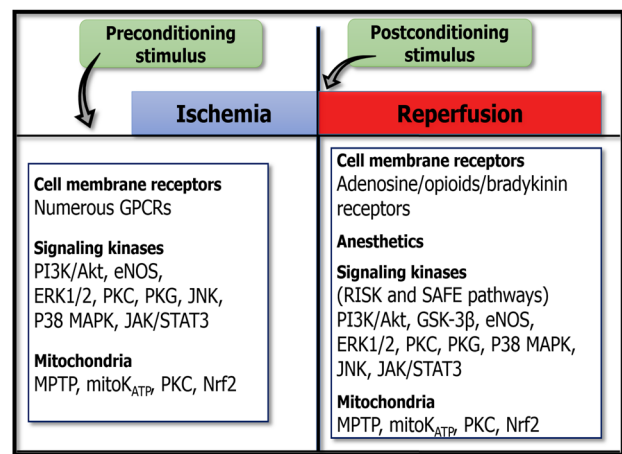 Preconditioning
stimulus
Postconditioning
stimulus
Ischemia
Reperfusion
Cell membrane receptors
Numerous GPCRs
Signaling kinases
PI3K/Akt, eNOS,
ERK1/2, PKC, PKG, JNK,
P38 MAPK, JAK/STAT3
Mitochondria
MPTP, mitoK_ATP, PKC, Nrf2
Cell membrane receptors
Adenosine/opioids/bradykinin
receptors
Anesthetics
Signaling kinases
(RISK and SAFE pathways)
PI3K/Akt, GSK-3β, eNOS,
ERK1/2, PKC, PKG, P38 MAPK,
JNK, JAK/STAT3
Mitochondria
MPTP, mitoK_ATP, PKC, Nrf2